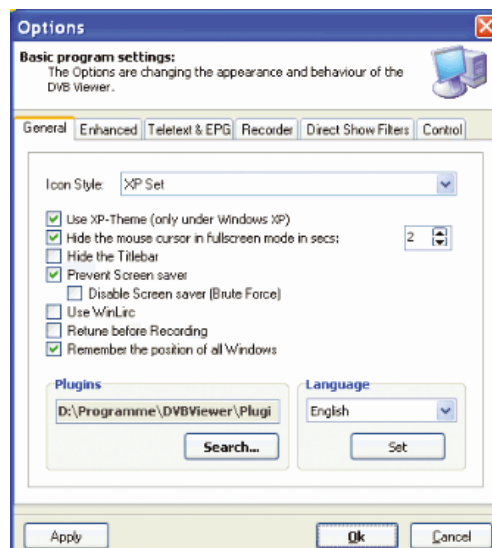 Options
Basic program settings:
The Options are changing the appearance and behaviour of the
DVB Viewer.
General Enhanced Teletext & EPG Recorder Direct Show Filters Control
Icon Style: XP Set
Use XP-Theme (only under Windows XP)
Hide the mouse cursor in fullscreen mode in secs: 2
Hide the Titlebar
Prevent Screen saver
Disable Screen saver (Brute Force)
Use WinLirc
Retune before Recording
Remember the position of all Windows
Plugins Language
D:\Programme\DVBViewer\Plugi English
Search... Set
Apply Ok Cancel